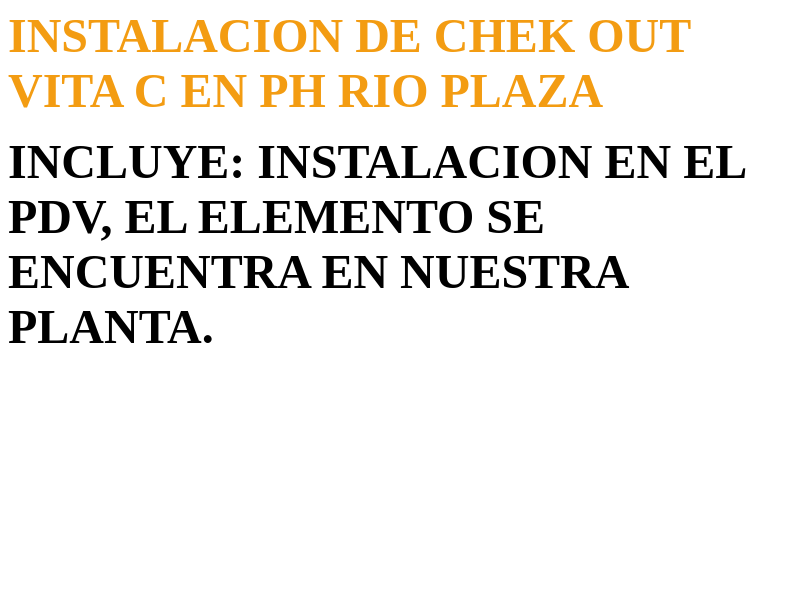 INSTALACION DE CHEK OUT
VITA C EN PH RIO PLAZA
INCLUYE: INSTALACION EN EL
PDV, EL ELEMENTO SE
ENCUENTRA EN NUESTRA
PLANTA.